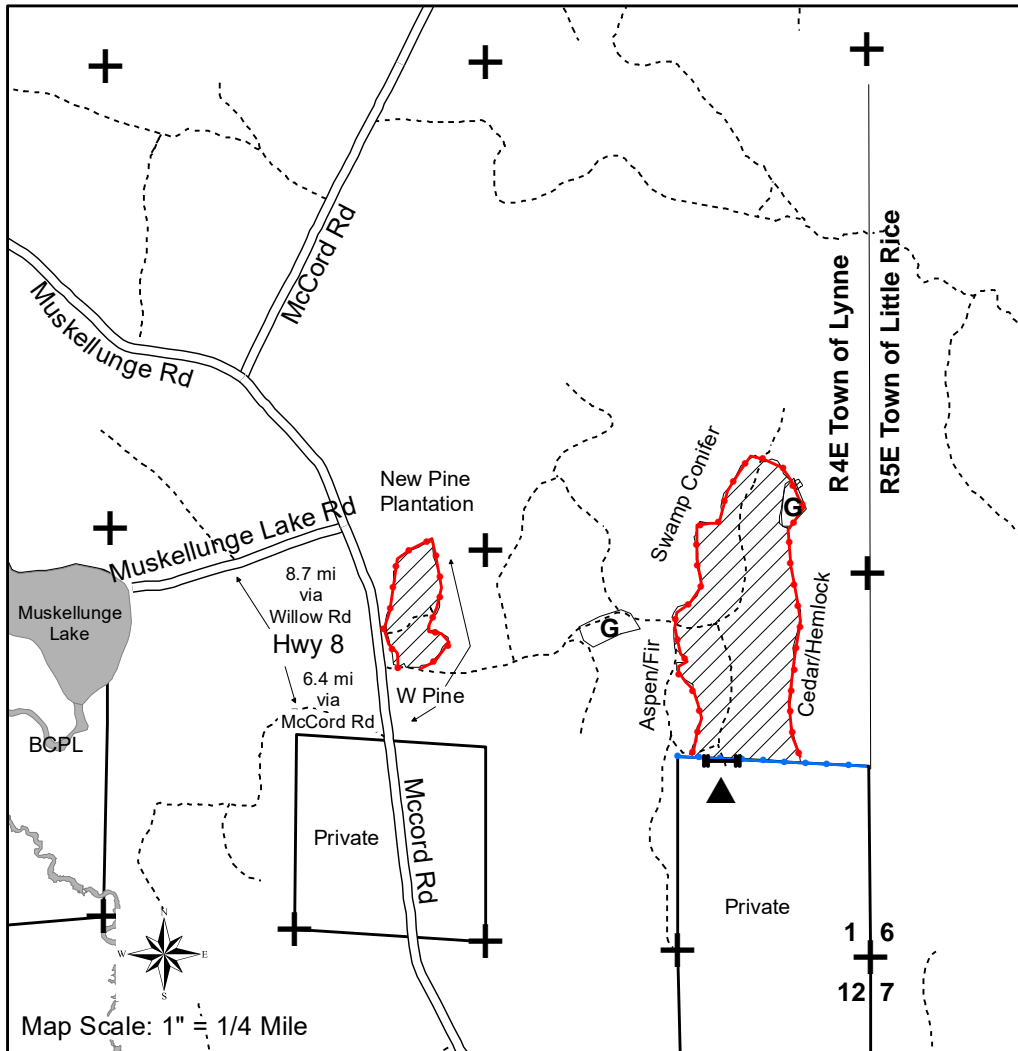 McCord Rd
Muskellunge Rd
R4E Town of Lynne
R5E Town of Little Rice
New Pine
Plantation
Swamp Conifer
G
Muskellunge Lake Rd
8.7 mi
via
Willow Rd
Hwy 8
6.4 mi
via
McCord Rd
Muskellunge
Lake
G
W Pine
Aspen/Fir
Cedar/Hemlock
BCPL
Mccord Rd
Private
Private
1 6
12 7
N
W E
S
Map Scale: 1" = 1/4 Mile